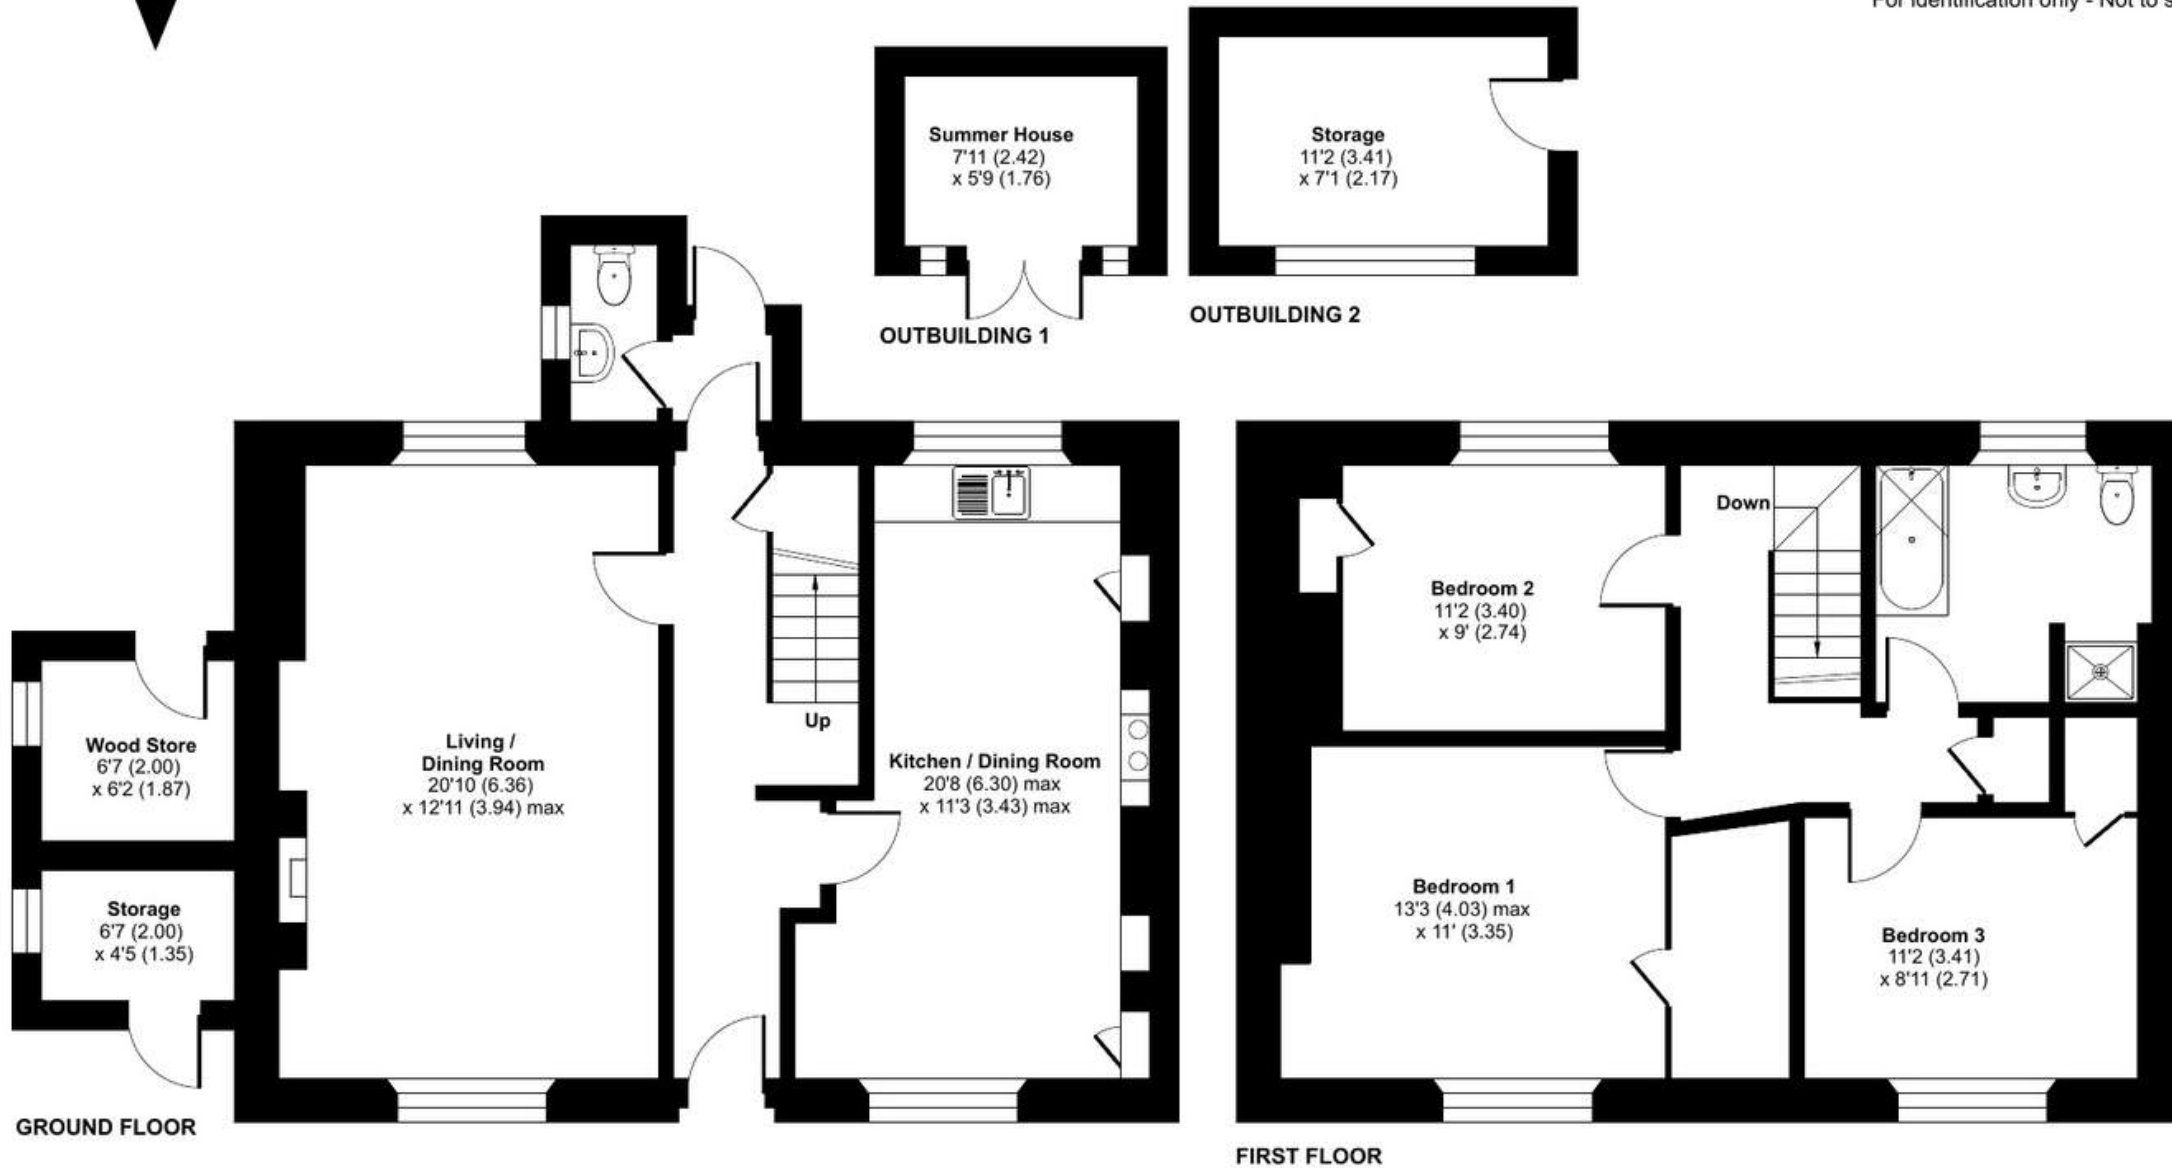 For identification only - Not to s
Summer House
7'11 (2.42)
x 5'9 (1.76)
OUTBUILDING 1
Storage
11'2 (3.41)
x 7'1 (2.17)
OUTBUILDING 2
Wood Store
6'7 (2.00)
x 6'2 (1.87)
Storage
6'7 (2.00)
x 4'5 (1.35)
Living /
Dining Room
20'10 (6.36)
x 12'11 (3.94) max
Up
Kitchen / Dining Room
20'8 (6.30) max
x 11'3 (3.43) max
GROUND FLOOR
Bedroom 2
11'2 (3.40)
x 9' (2.74)
Down
Bedroom 1
13'3 (4.03) max
x 11' (3.35)
Bedroom 3
11'2 (3.41)
x 8'11 (2.71)
FIRST FLOOR